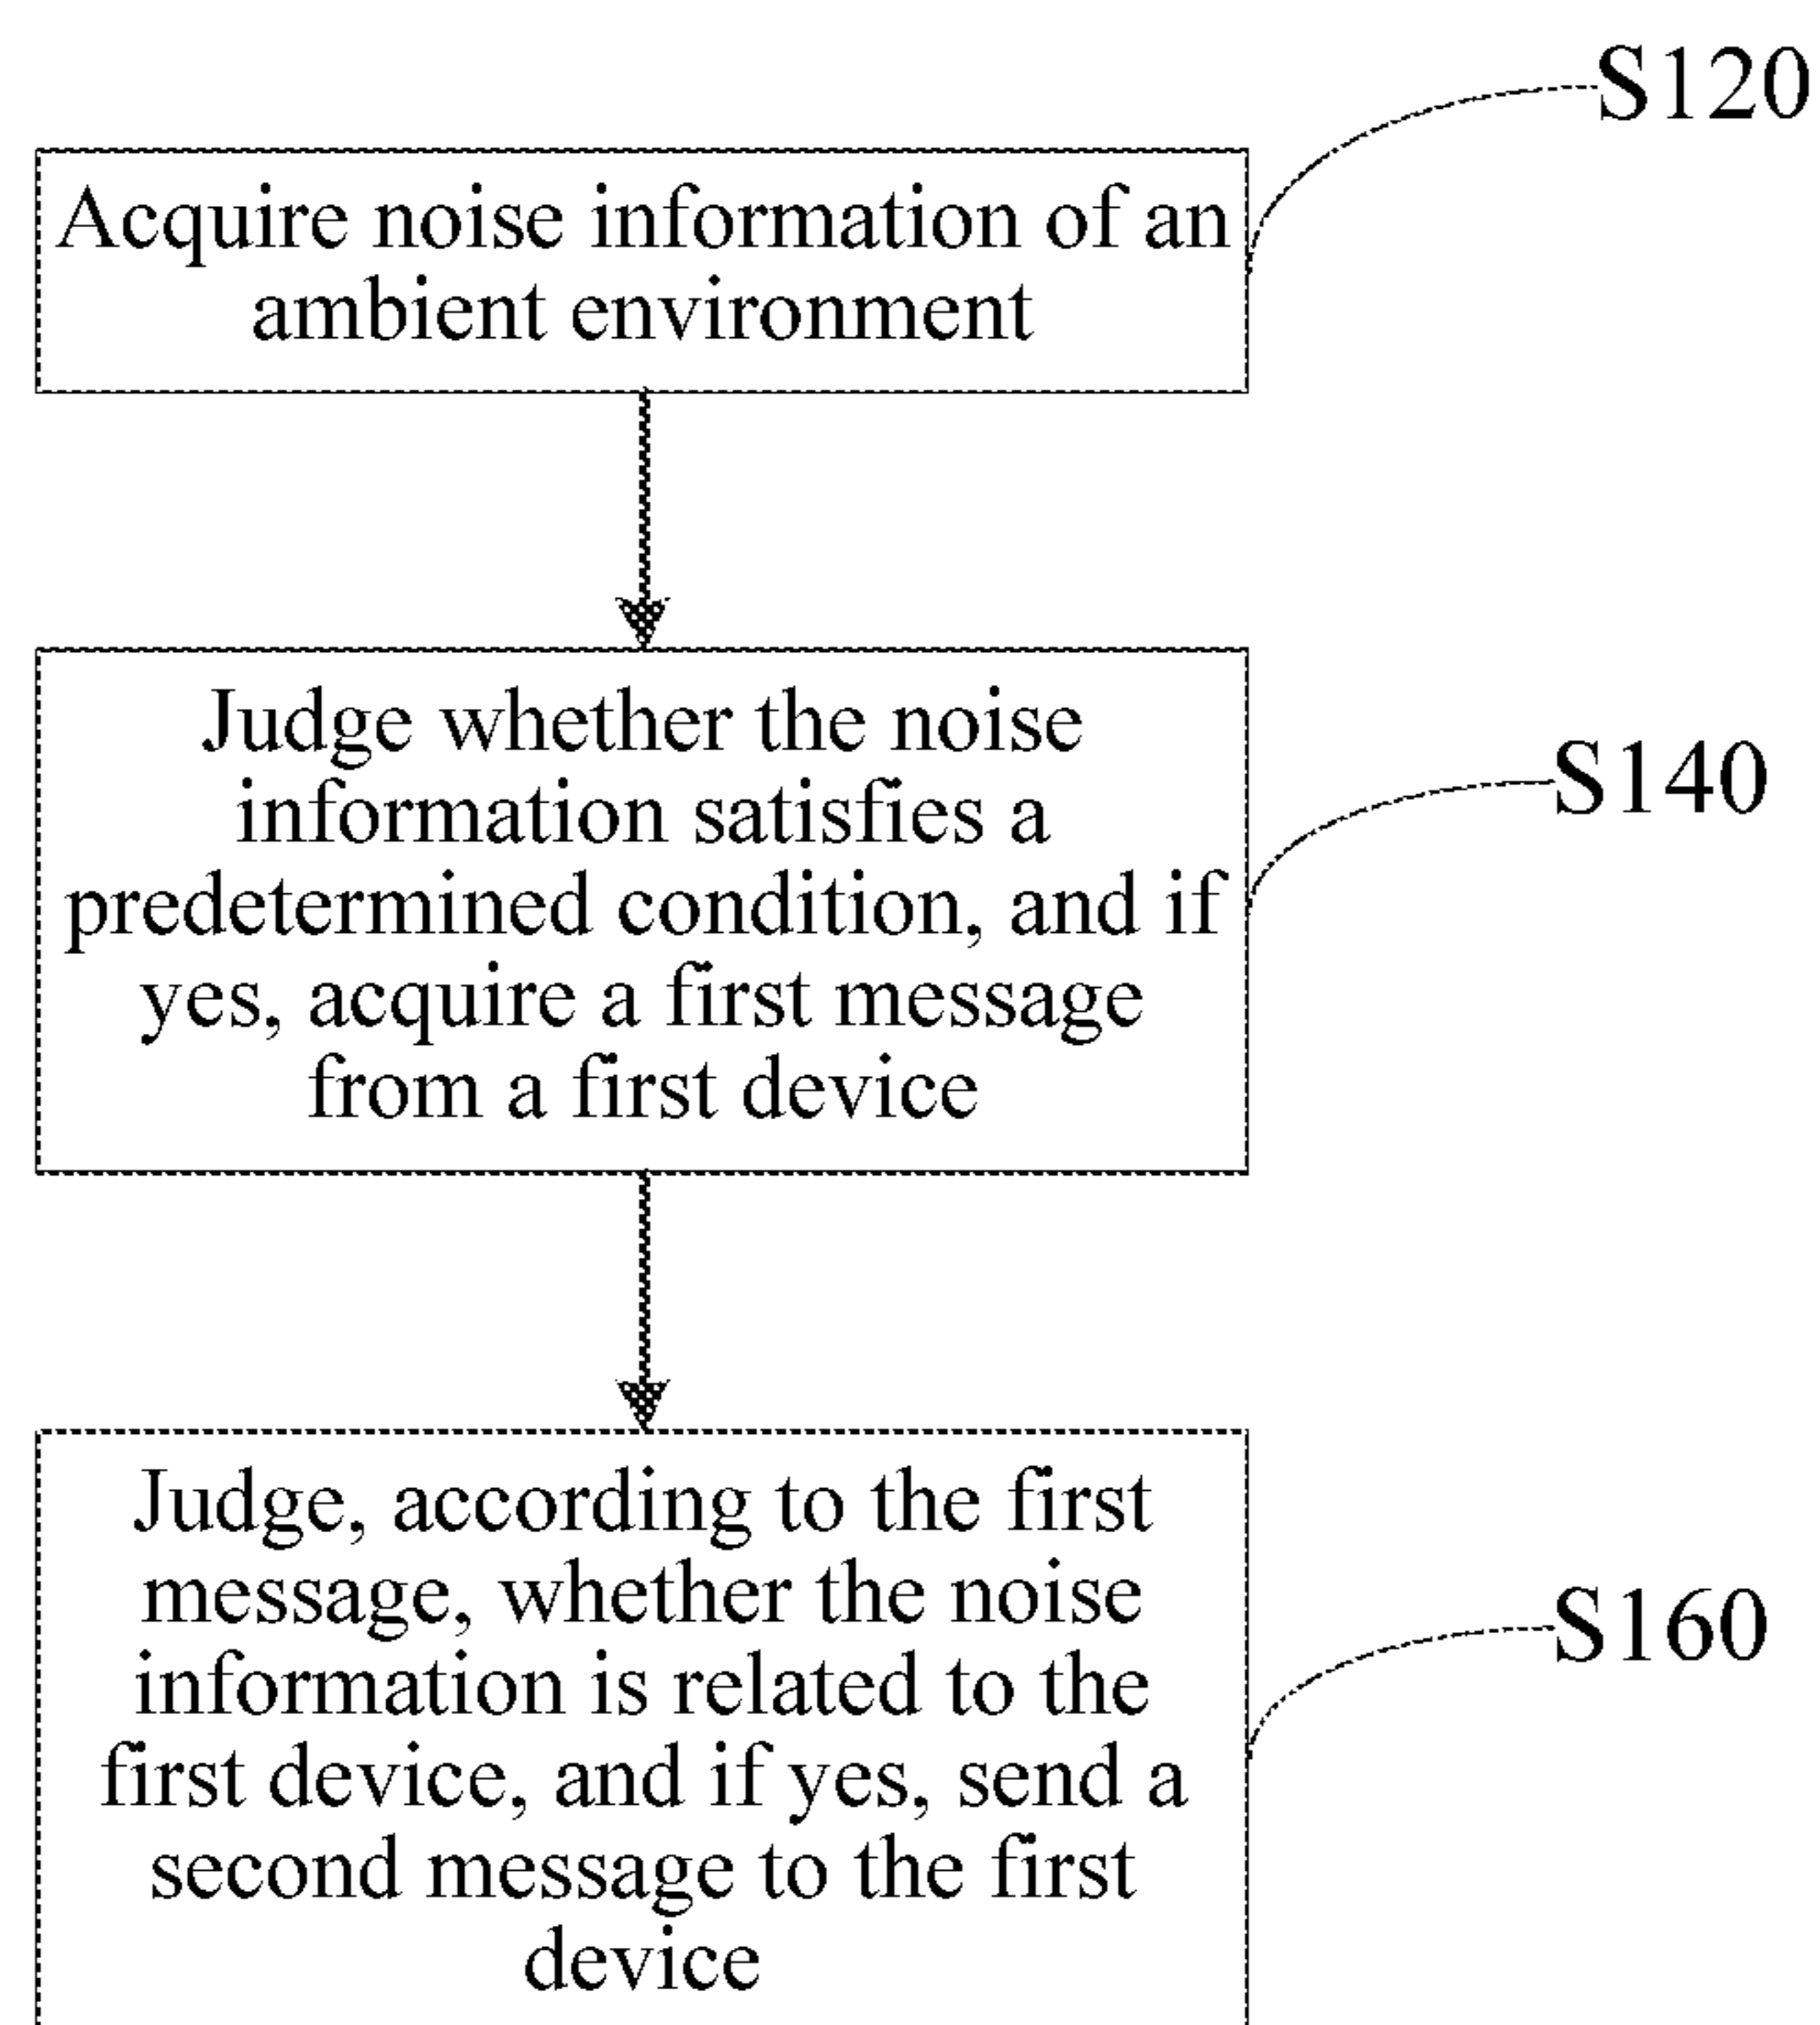 S120
Acquire noise information of an
ambient environment
Judge whether the noise
information satisfies a
predetermined condition, and if
yes, acquire a first message
from a first device
S140
Judge, according to the first
message, whether the noise
information is related to the
first device, and if yes, send a
second message to the first
device
S160